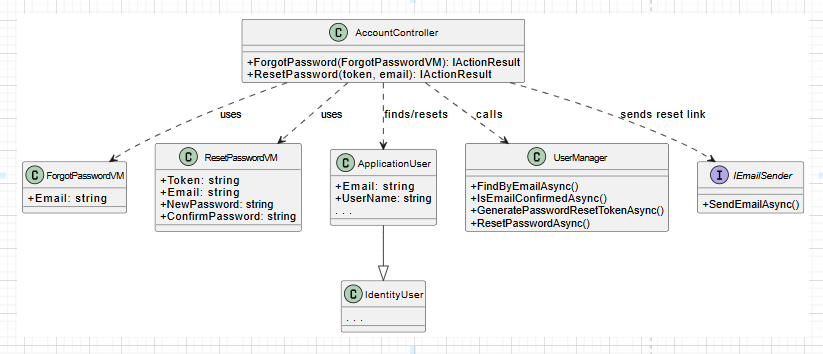 C AccountController
+ForgotPassword(ForgotPasswordVM): IActionResult
+ResetPassword(token, email): IActionResult
uses
uses
finds/resets
calls
sends reset link
C ForgotPasswordVM
+Email: string
C ResetPasswordVM
+Token: string
+Email: string
+NewPassword: string
+ConfirmPassword: string
C ApplicationUser
+Email: string
+UserName: string
. . .
C UserManager
+FindByEmailAsync()
+IsEmailConfirmedAsync()
+GeneratePasswordResetTokenAsync()
+ResetPasswordAsync()
I IEmailSender
+SendEmailAsync()
C IdentityUser
. . .